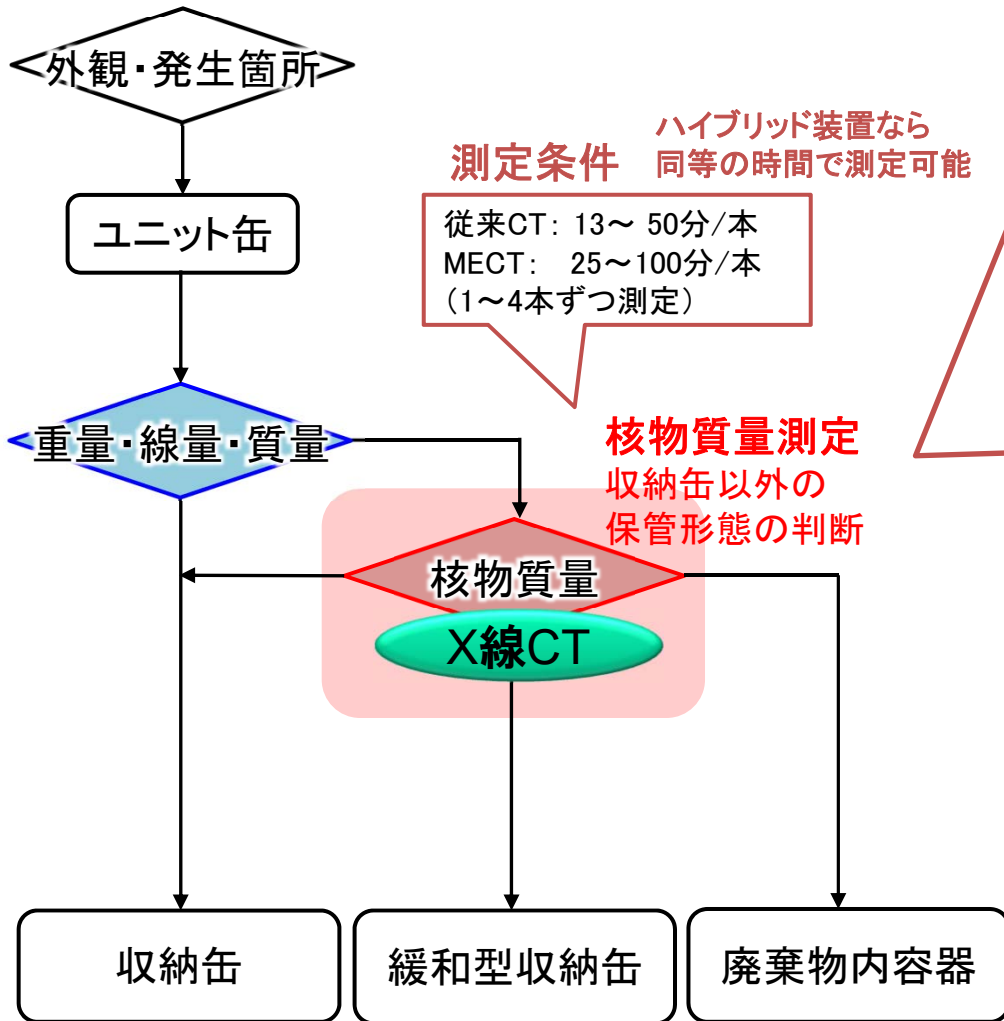 外観・発生箇所
ハイブリッド装置なら
同等の時間で測定可能
測定条件
ユニット缶
従来CT: 13～ 50分/本
MECT: 25～100分/本
(1～4本ずつ測定)
重量・線量・質量
核物質量測定
収納缶以外の
保管形態の判断
核物質量
X線CT
収納缶
緩和型収納缶
廃棄物内容器